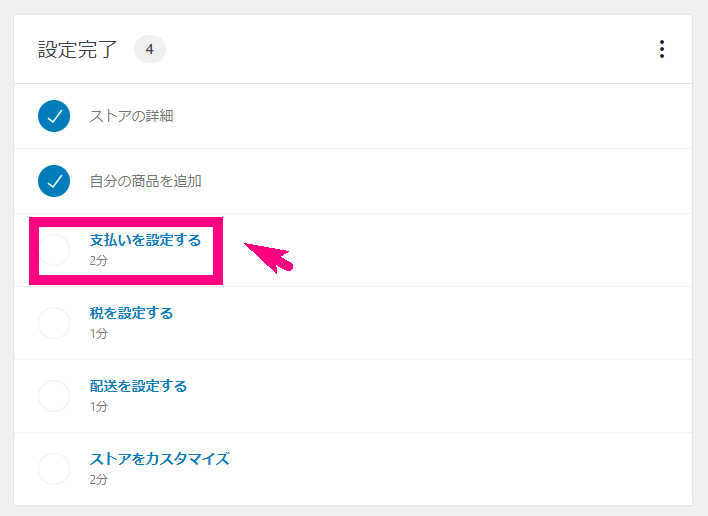 設定完了 4
ストアの詳細
自分の商品を追加
支払いを設定する
2分
税を設定する
1分
配送を設定する
1分
ストアをカスタマイズ
2分